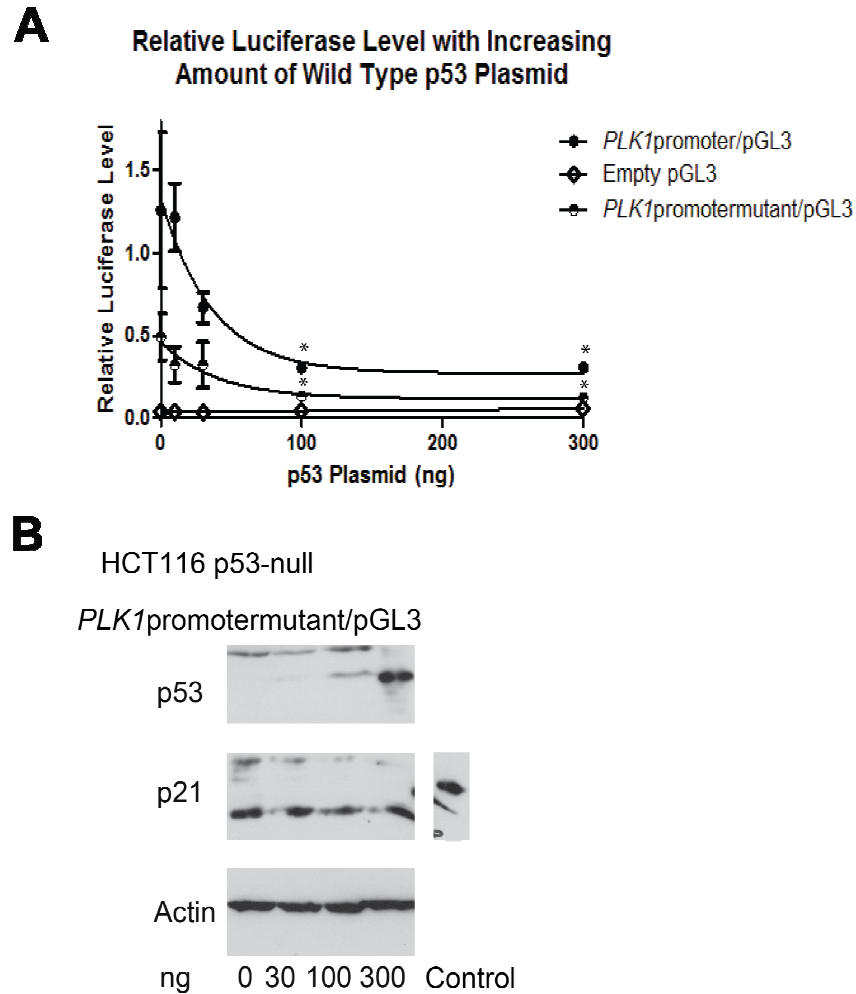 A
Relative Luciferase Level with Increasing
Amount of Wild Type p53 Plasmid
Relative Luciferase Level
1.5
1.0
0.5
0.0
0 100 200 300
p53 Plasmid (ng)
* *
* *
PLK1promoter/pGL3
Empty pGL3
PLK1promotermutant/pGL3
B
HCT116 p53-null
PLK1promotermutant/pGL3
p53
p21
Actin
ng 0 30 100 300 Control